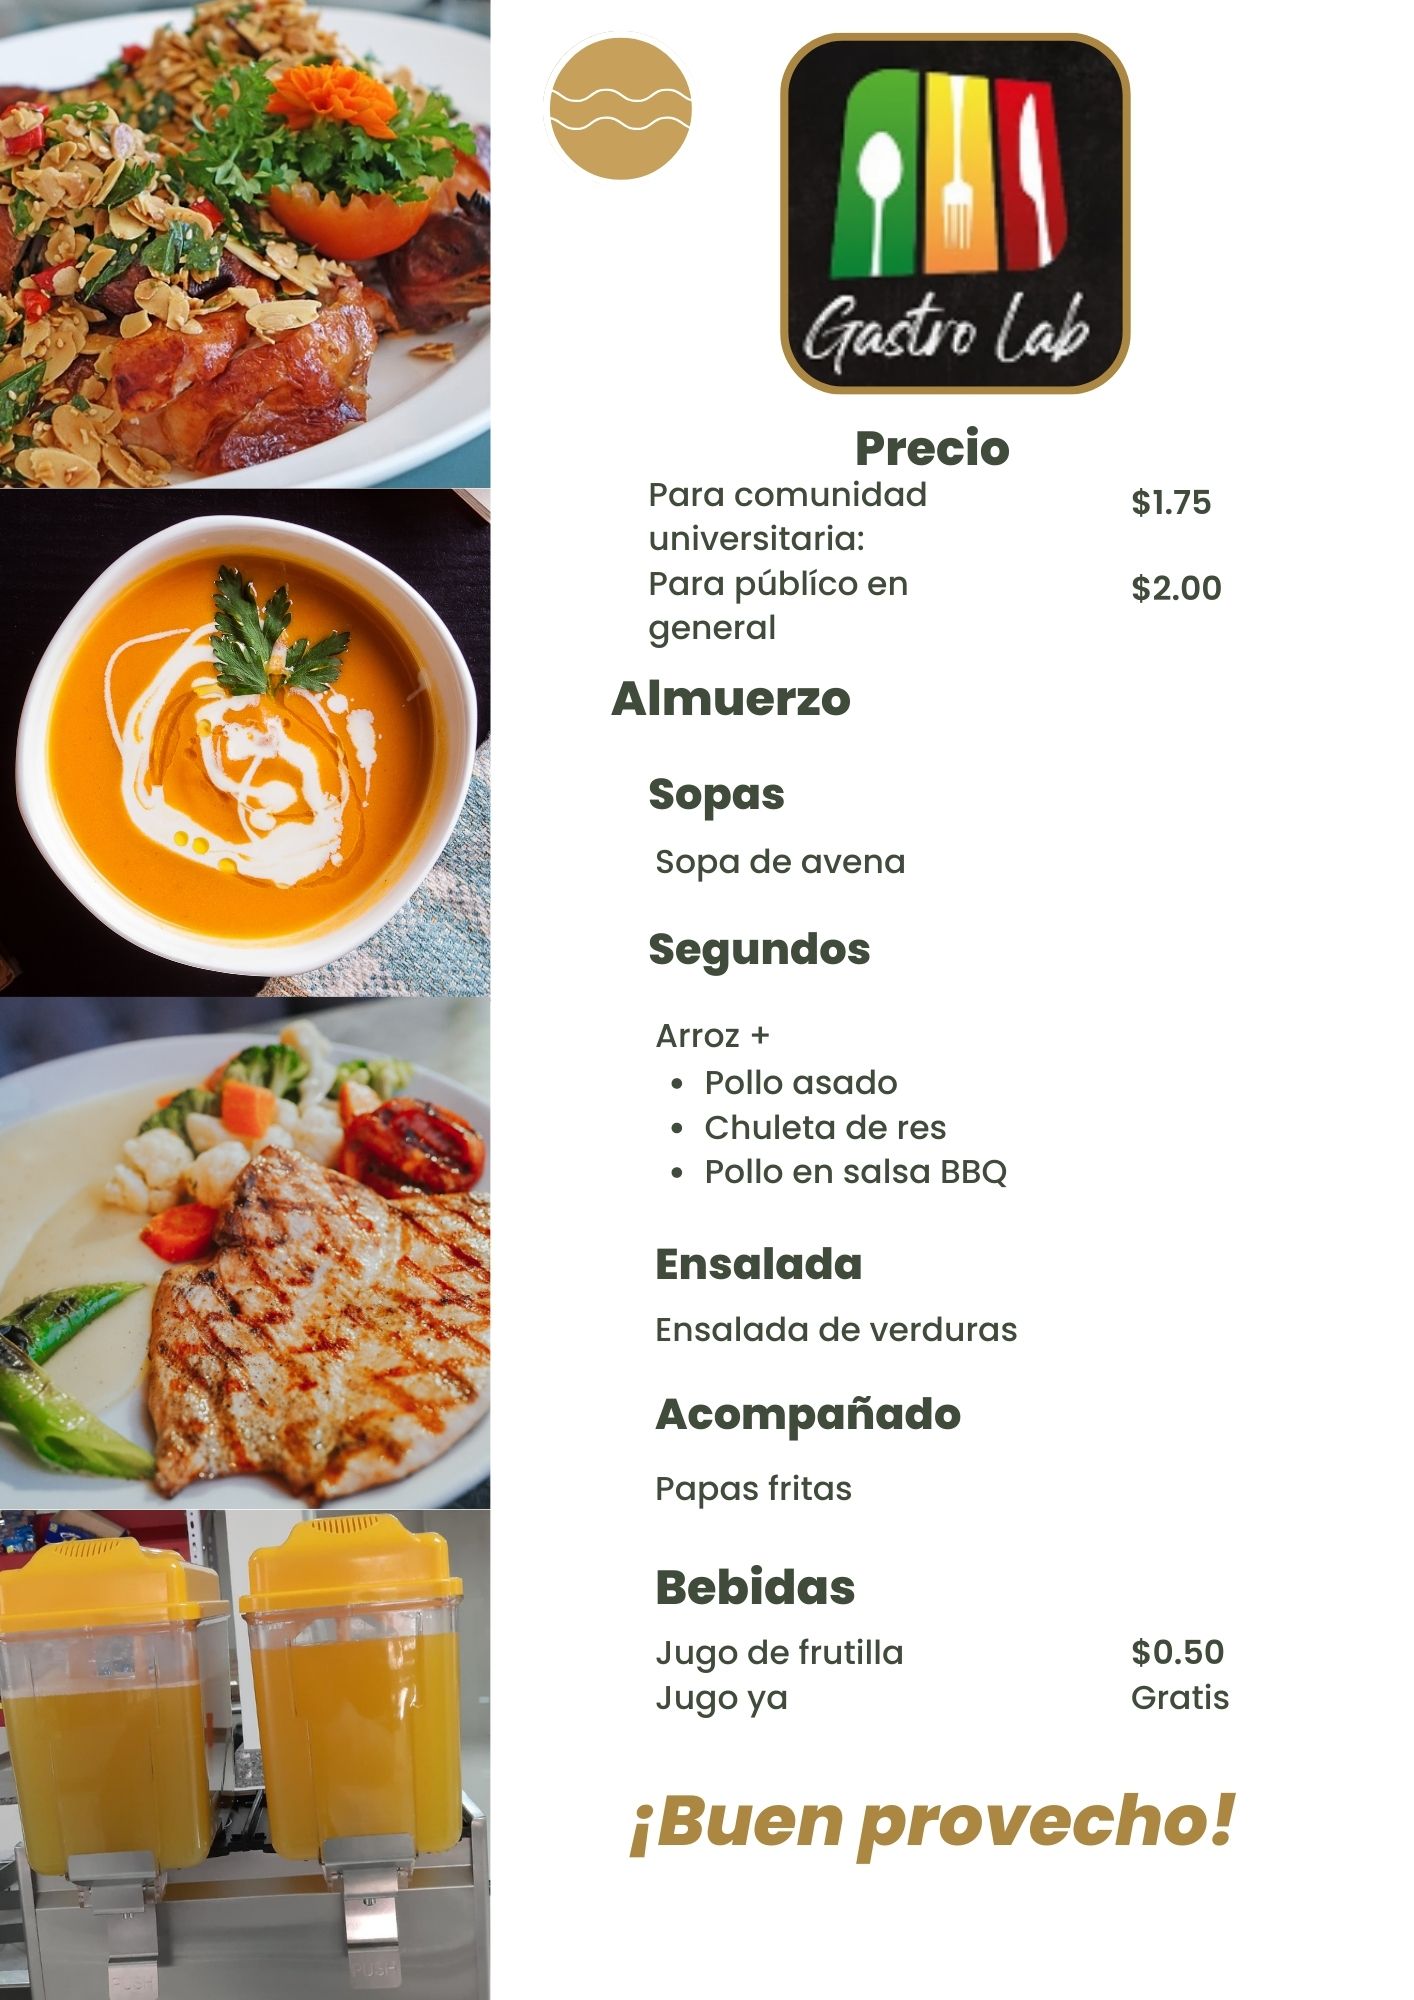 Gastro Lab
Precio
Para comunidad
universitaria:
$1.75
Para públíco en
general
$2.00
Almuerzo
Sopas
Sopa de avena
Segundos
Arroz +
• Pollo asado
• Chuleta de res
• Pollo en salsa BBQ
Ensalada
Ensalada de verduras
Acompañado
Papas fritas
Bebidas
Jugo de frutilla $0.50
Jugo ya Gratis
¡Buen provecho!
PUSH
PUSH